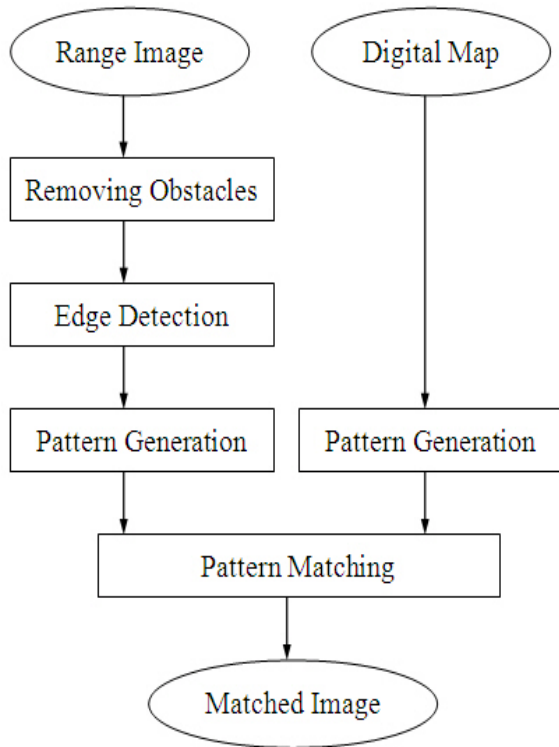 Range Image
Digital Map
Removing Obstacles
Edge Detection
Pattern Generation
Pattern Generation
Pattern Matching
Matched Image